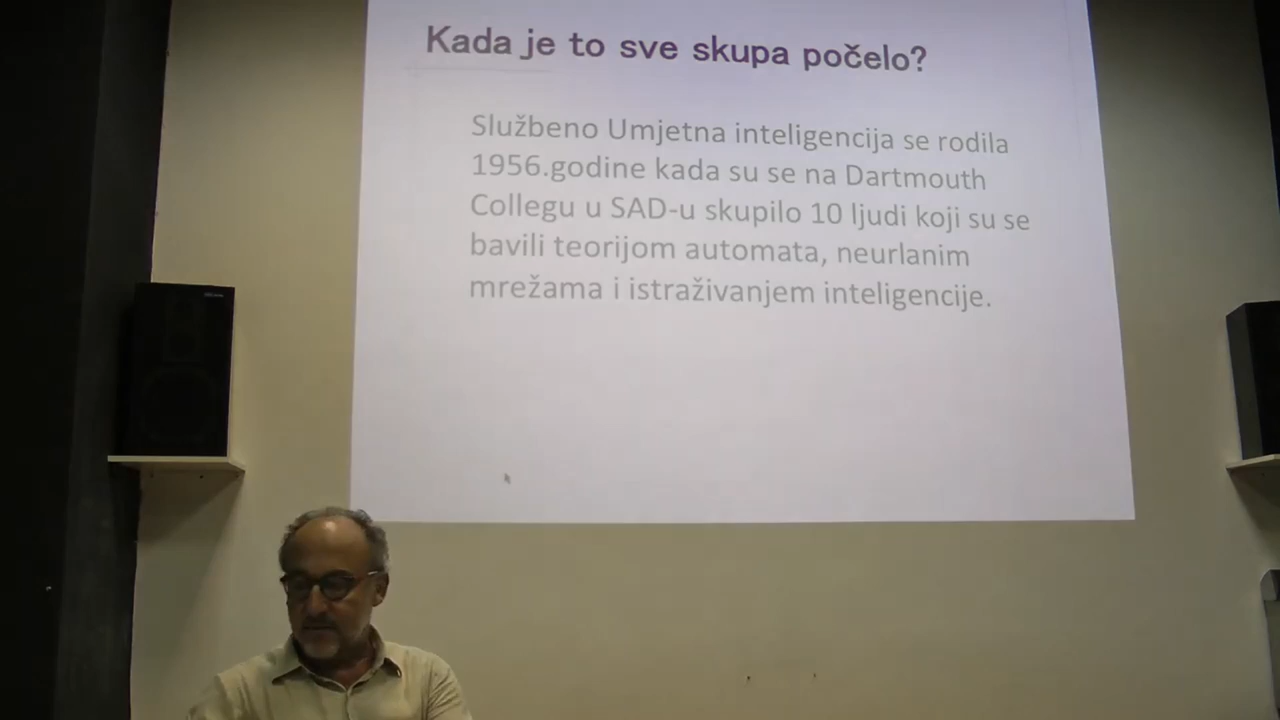 Kada je to sve skupa počelo?
Službeno Umjetna inteligencija se rodila
1956.godine kada su se na Dartmouth
Collegu u SAD-u skupilo 10 ljudi koji su se
bavili teorijom automata, neurlanim
mrežama i istraživanjem inteligencije.